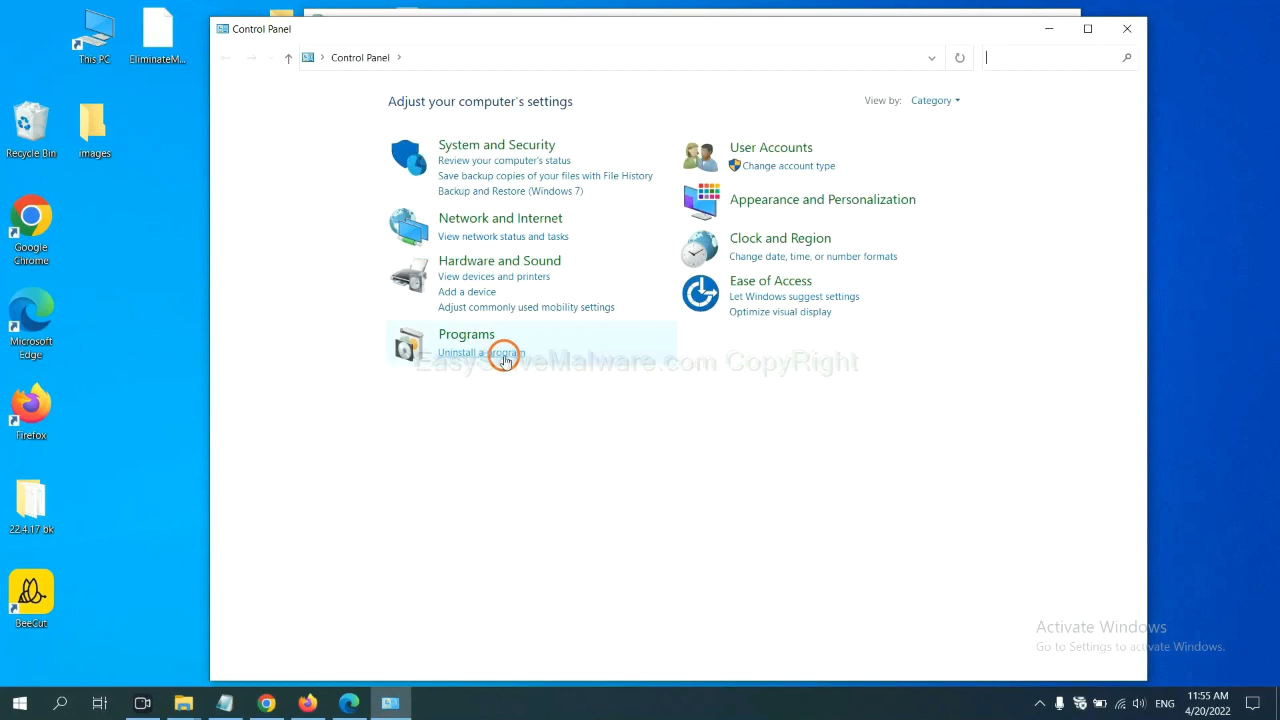 This PC
EliminateM...
Recycle Bin
images
Google
Chrome
Microsoft
Edge
Firefox
22.4.17 bk
BeeCut
Control Panel
Control Panel
Adjust your computer's settings
View by: Category
System and Security
Review your computer's status
Save backup copies of your files with File History
Backup and Restore (Windows 7)
Network and Internet
View network status and tasks
Hardware and Sound
View devices and printers
Add a device
Adjust commonly used mobility settings
Programs
Uninstall a program
User Accounts
Change account type
Appearance and Personalization
Clock and Region
Change date, time, or number formats
Ease of Access
Let Windows suggest settings
Optimize visual display
EasySolveMalware.com CopyRight
Activate Windows
Go to Settings to activate Windows.
ENG
11:55 AM
4/20/2022